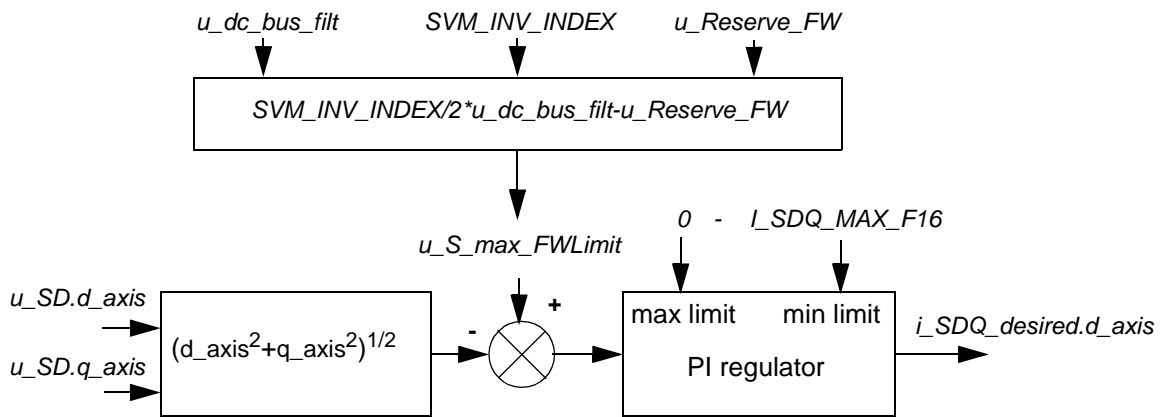 u_dc_bus_filt SVM_INV_INDEX u_Reserve_FW
SVM_INV_INDEX/2*u_dc_bus_filt-u_Reserve_FW
0 - I_SDQ_MAX_F16
u_S_max_FWLimit
u_SD.d_axis
+
max limit min limit
i_SDQ_desired.d_axis
-
(d_axis²+q_axis²)^{1/2}
u_SD.q_axis
PI regulator